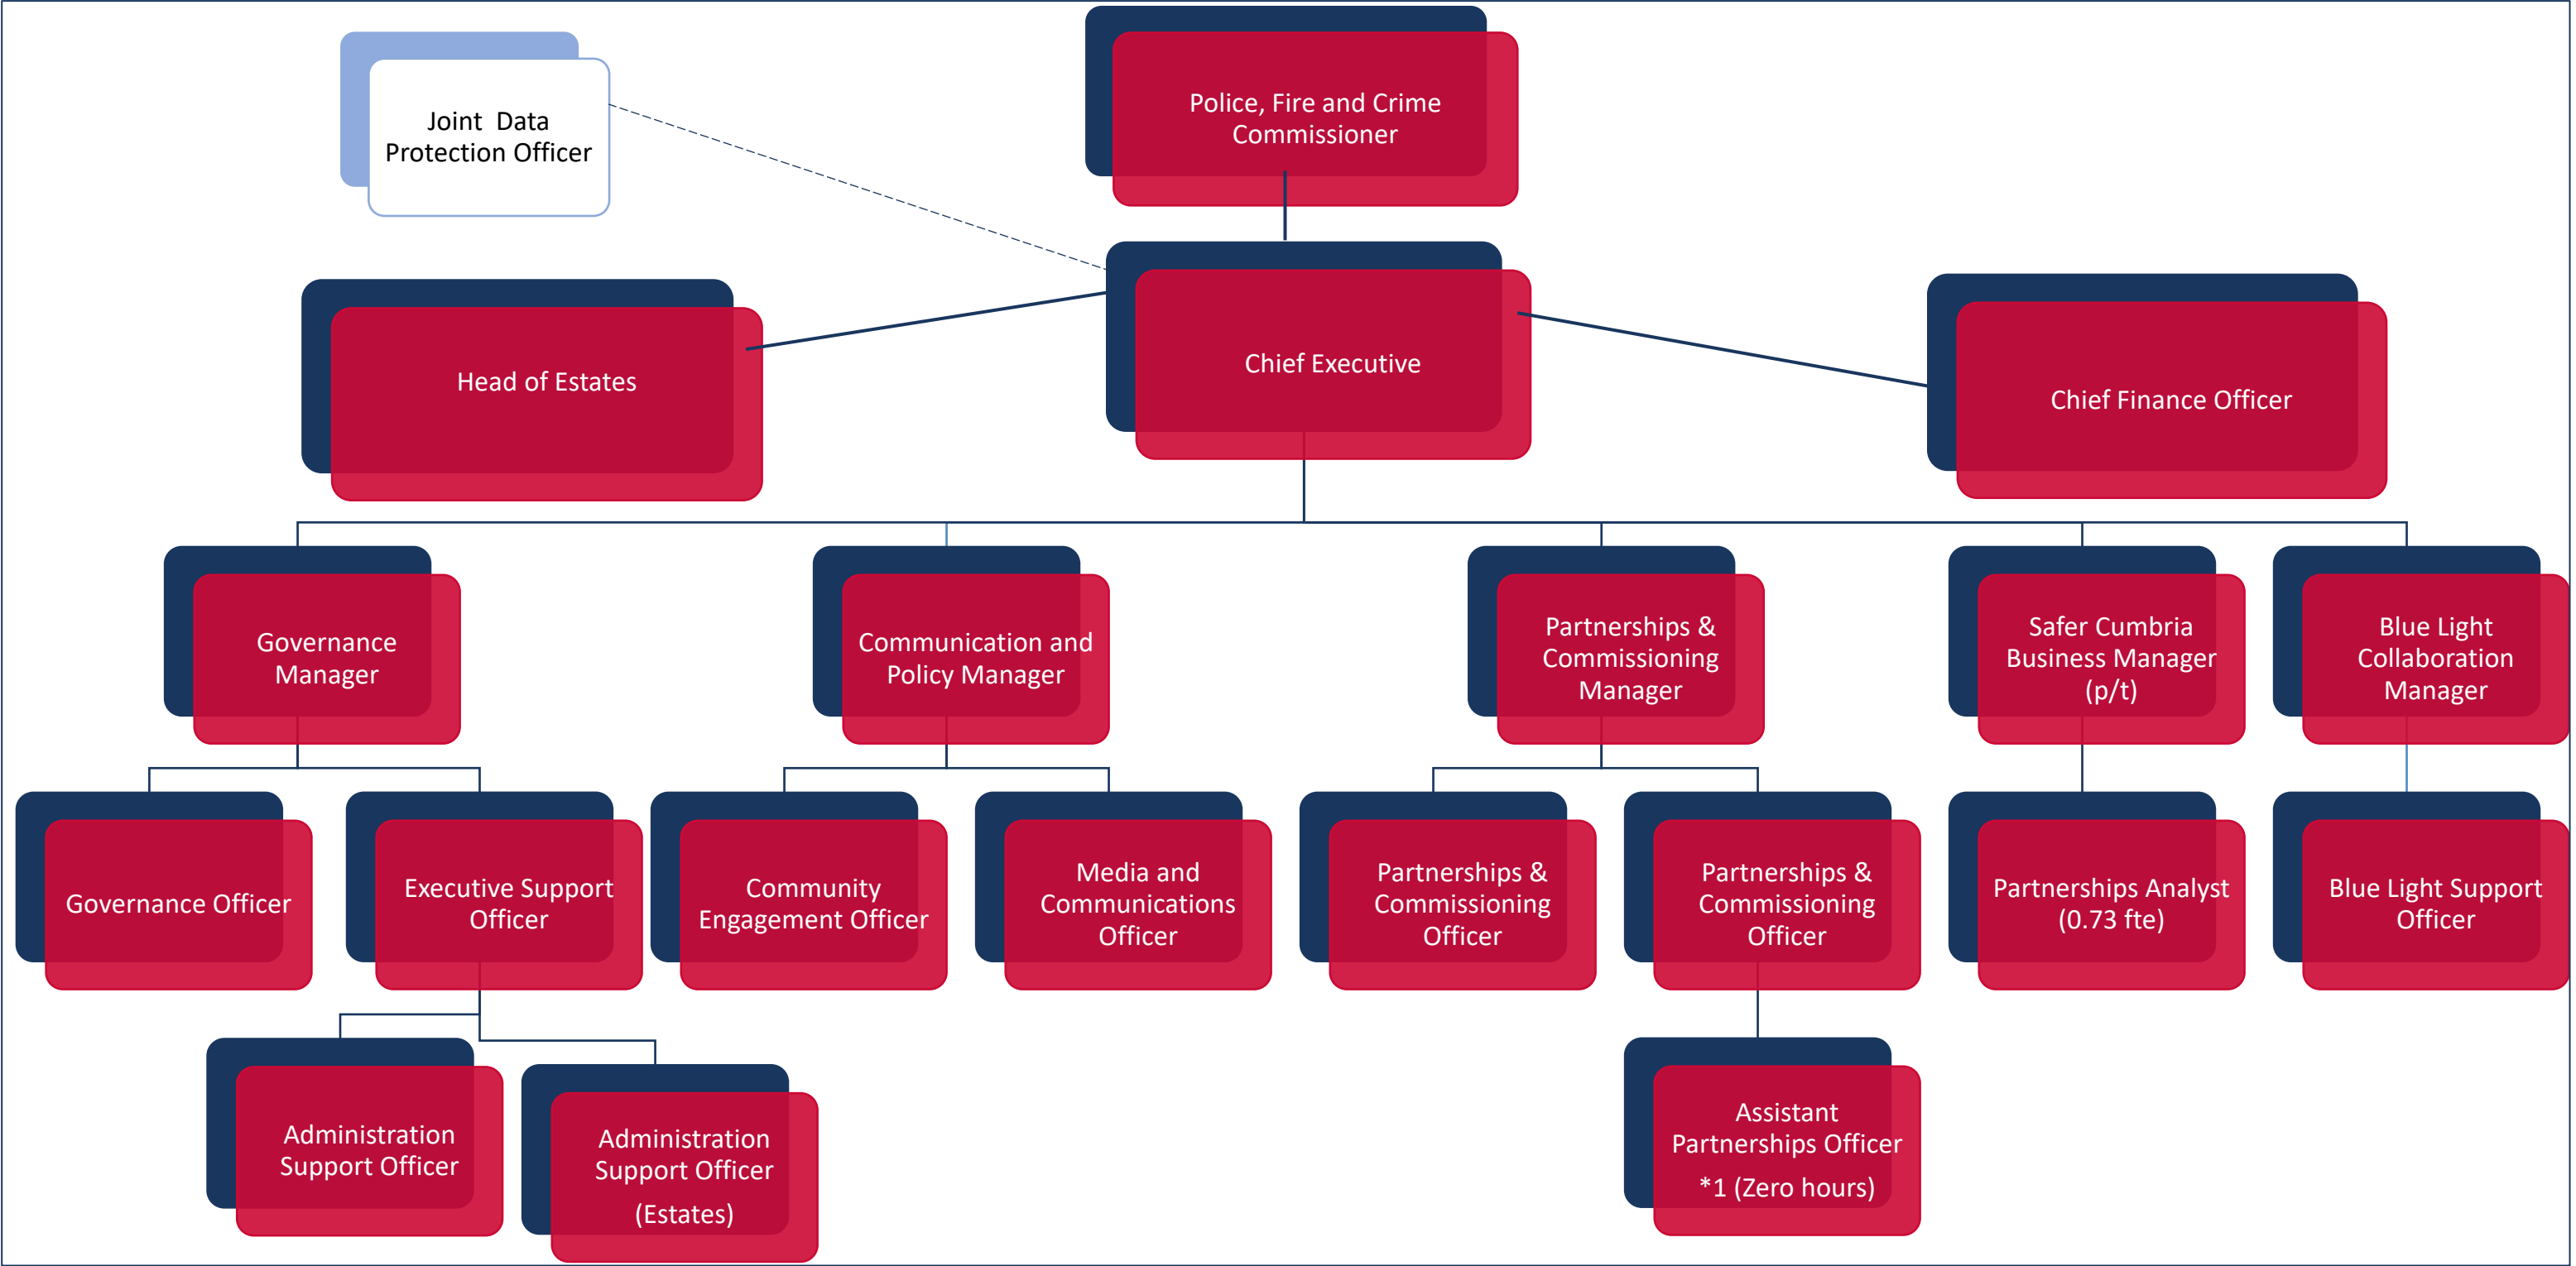 Joint Data
Protection Officer
Police, Fire and Crime
Commissioner
Head of Estates
Chief Executive
Chief Finance Officer
Governance
Manager
Communication and
Policy Manager
Partnerships &
Commissioning
Manager
Safer Cumbria
Business Manager
(p/t)
Blue Light
Collaboration
Manager
Governance Officer
Executive Support
Officer
Community
Engagement Officer
Media and
Communications
Officer
Partnerships &
Commissioning
Officer
Partnerships &
Commissioning
Officer
Partnerships Analyst
(0.73 fte)
Blue Light Support
Officer
Administration
Support Officer
Administration
Support Officer
(Estates)
Assistant
Partnerships Officer
*1 (Zero hours)